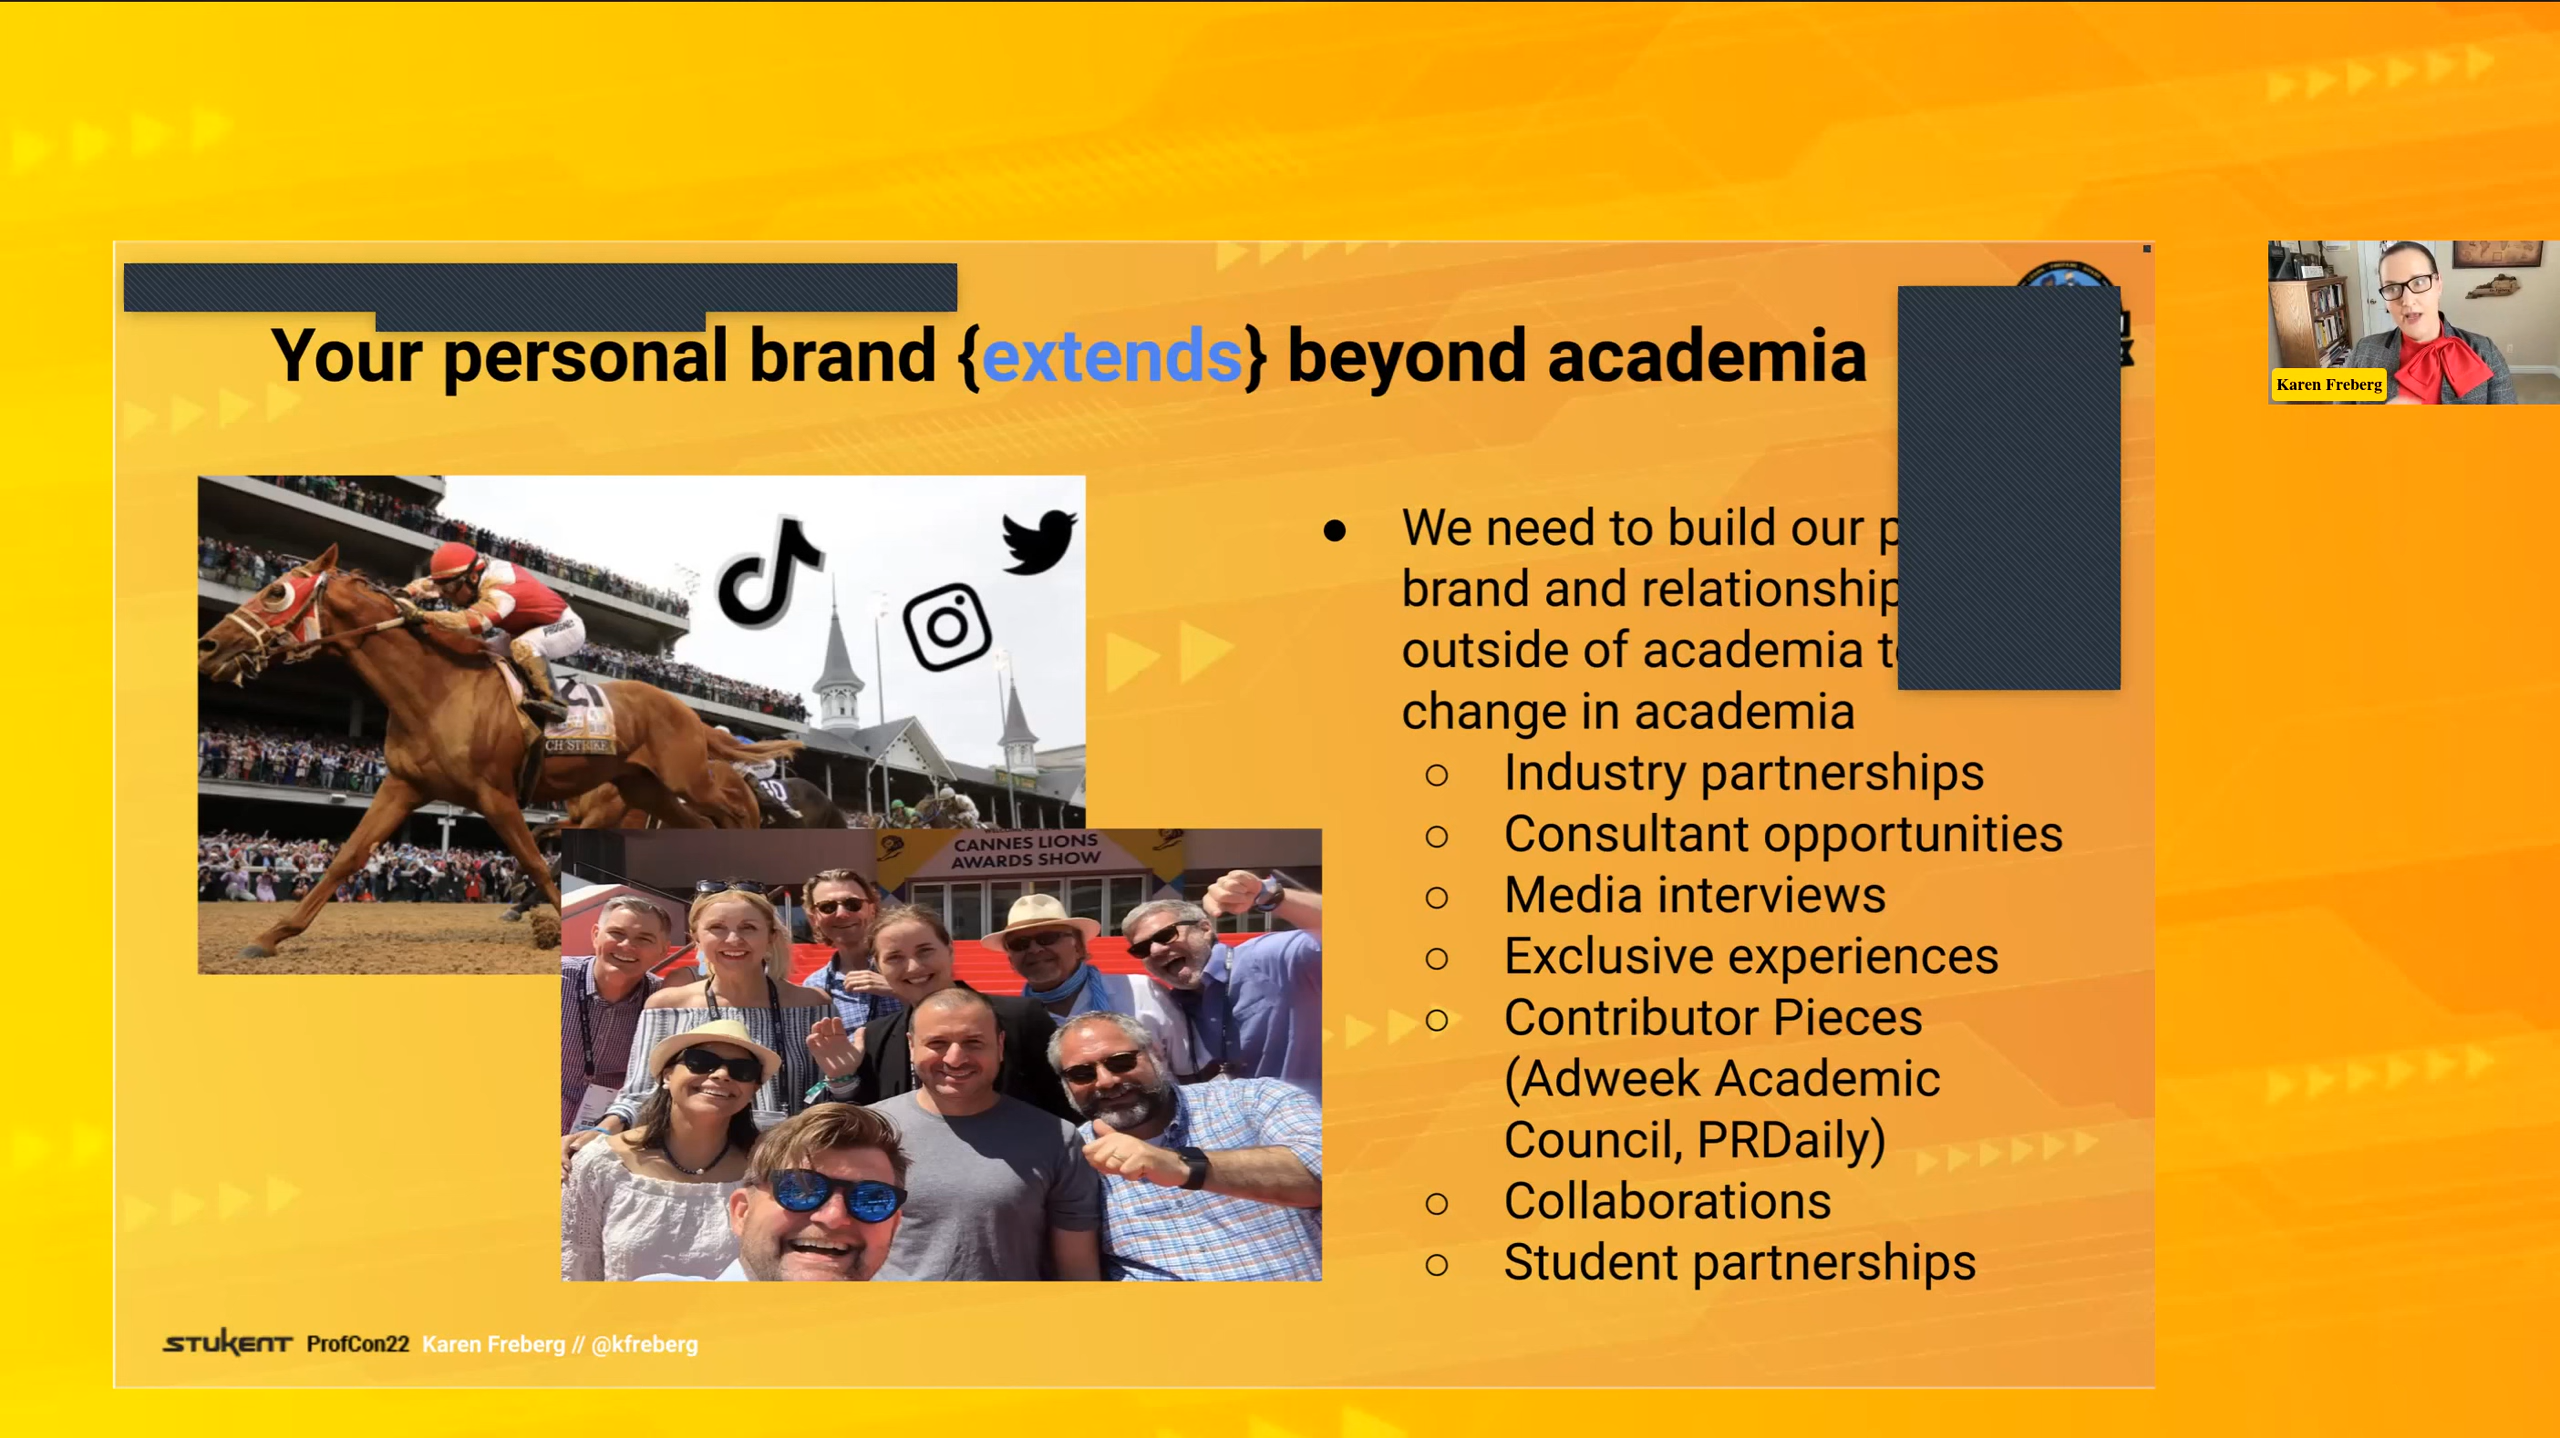 Your personal brand {extends} beyond academia
CANNES LIONS
AWARDS SHOW
CH STRIKE
● We need to build our
brand and
outside of academia
change in academia
○ Industry partnerships
○ Consultant opportunities
○ Media interviews
○ Exclusive experiences
○ Contributor Pieces
(Adweek Academic
Council, PRDaily)
○ Collaborations
○ Student partnerships
STUKENT ProfCon22 Karen Freberg // @kfreberg
Karen Freberg